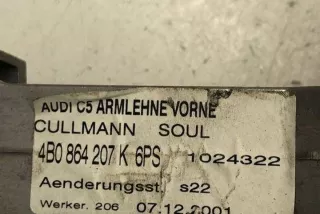 AUDI C5 ARMLEHNE VORNE
CULLMANN SOUL
4B0 864 207 K 6PS 1024322
Aenderungsst. s22
Werker. 206 07.12.2001